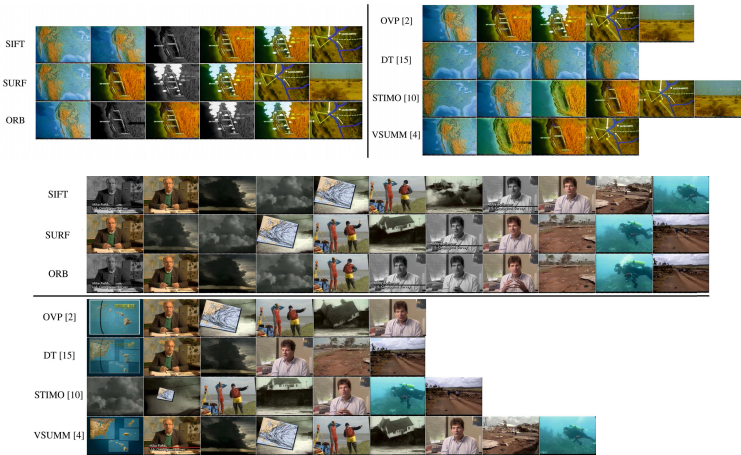 SIFT
SURF
ORB
OVP [2]
DT [15]
STIMO [10]
VSUMM [4]
SIFT
SURF
ORB
OVP [2]
DT [15]
STIMO [10]
VSUMM [4]